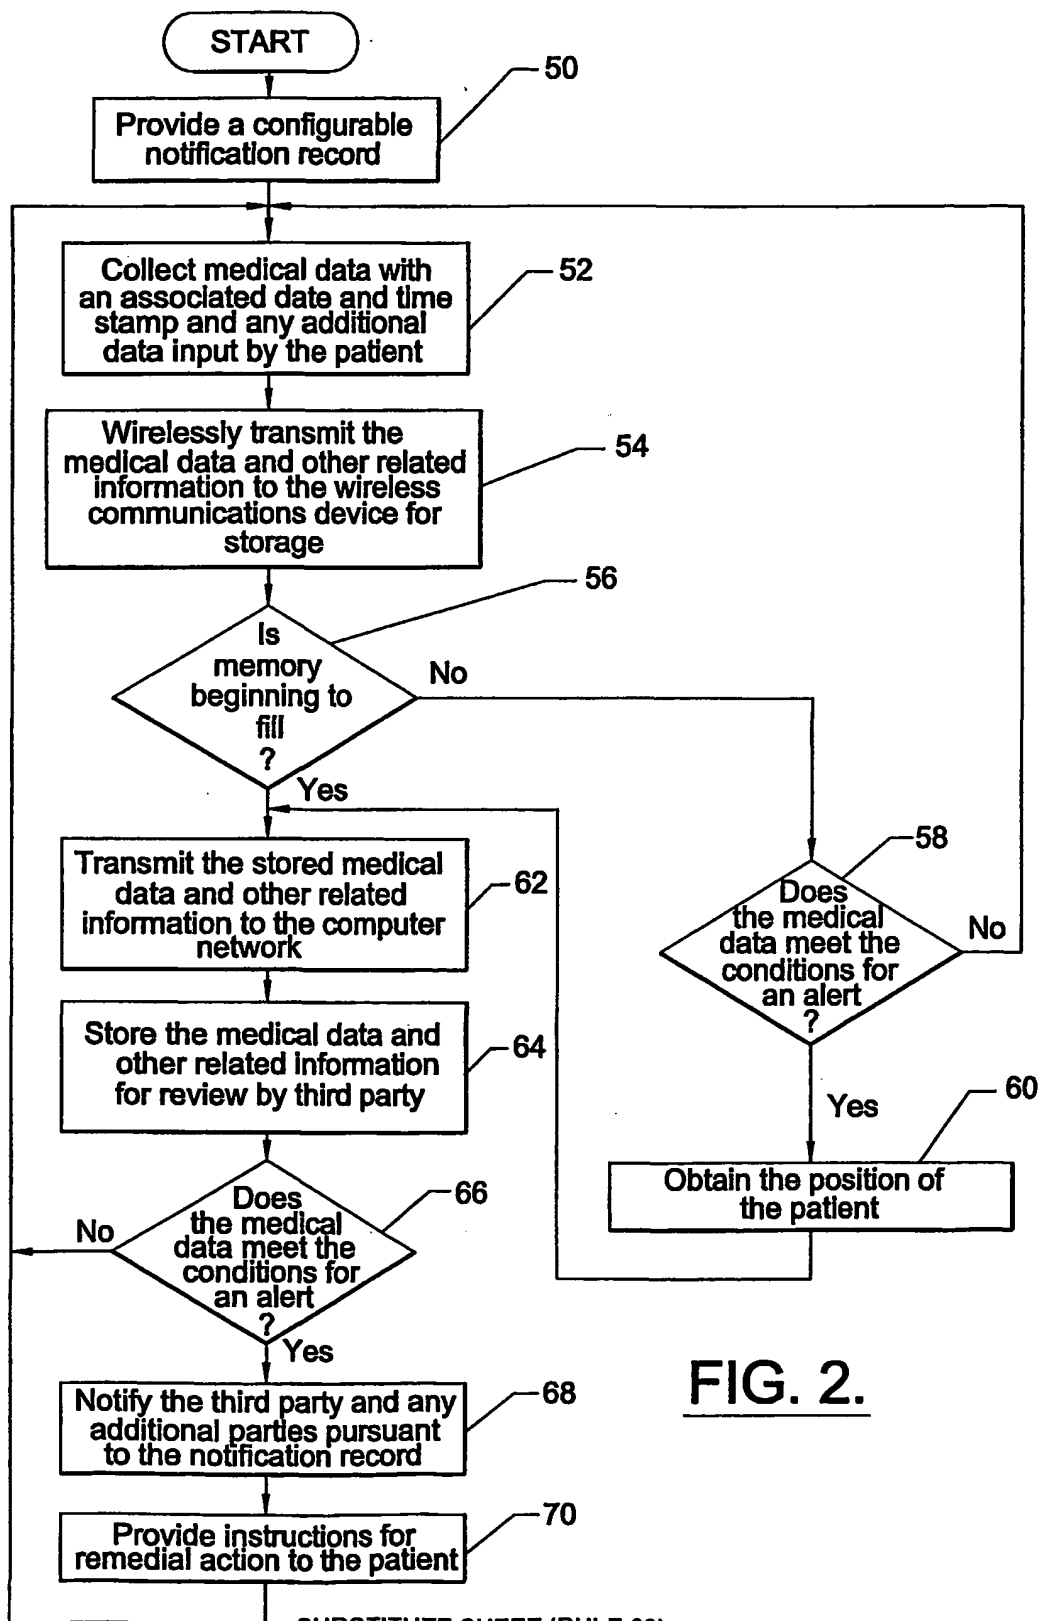 START
50
Provide a configurable
notification record
Collect medical data with
an associated date and time
stamp and any additional
data input by the patient
52
Wirelessly transmit the
medical data and other related
information to the wireless
communications device for
storage
54
56
Is
memory
beginning to
fill
?
No
Yes
58
Does
the medical
data meet the
conditions for
an alert
?
No
Yes
60
Obtain the position of
the patient
Transmit the stored medical
data and other related
information to the computer
network
62
Store the medical data and
other related information
for review by third party
64
66
Does
the medical
data meet the
conditions for
an alert
?
No
Yes
Notify the third party and any
additional parties pursuant
to the notification record
68
Provide instructions for
remedial action to the patient
70
FIG. 2.